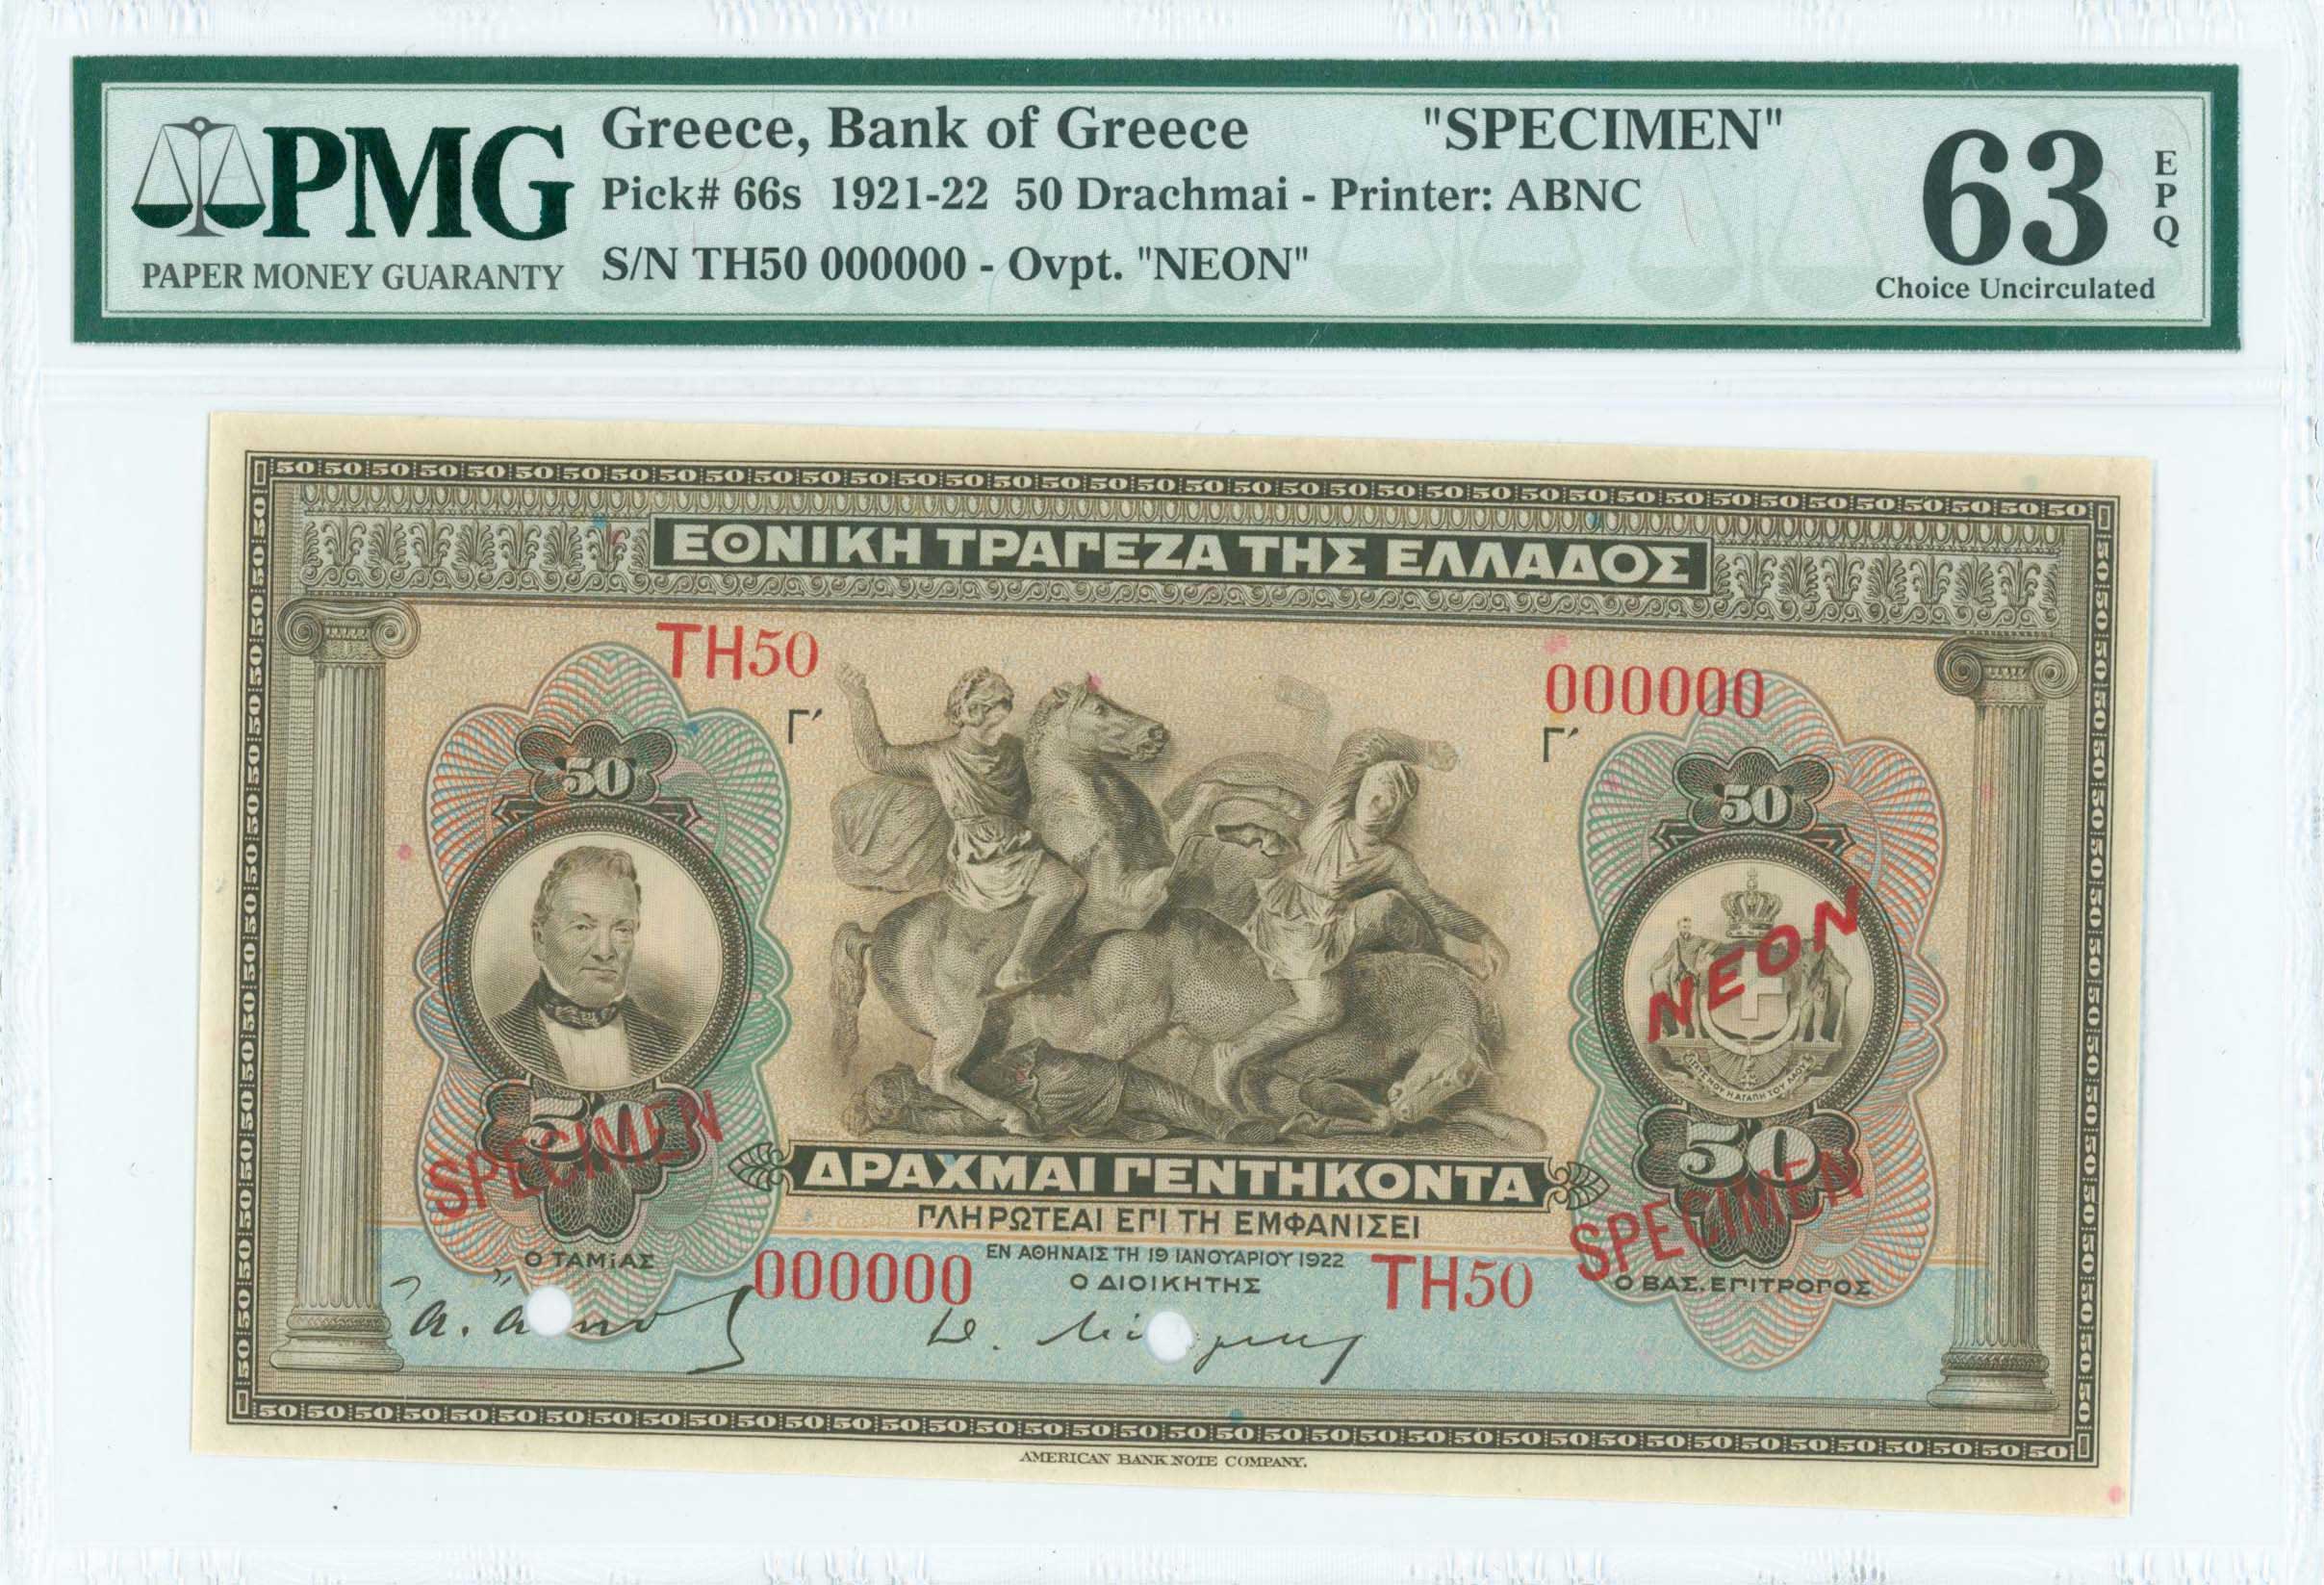 PMG
PAPER MONEY GUARANTY
Greece, Bank of Greece "SPECIMEN"
Pick# 66s 1921-22 50 Drachmai - Printer: ABNC
S/N TH50 000000 - Ovpt. "NEON"
63
EPQ
Choice Uncirculated
ΕΘΝΙΚΗ ΤΡΑΠΕΖΑ ΤΗΣ ΕΛΛΑΔΟΣ
TH50
000000
Γ′
Γ′
50
50
NEON
50
50
SPECIMEN
SPECIMEN
ΔΡΑΧΜΑΙ ΠΕΝΤΗΚΟΝΤΑ
ΠΛΗΡΩΤΕΑΙ ΕΠΙ ΤΗ ΕΜΦΑΝΙΣΕΙ
ΕΝ ΑΘΗΝΑΙΣ ΤΗ 19 ΙΑΝΟΥΑΡΙΟΥ 1922
Ο ΤΑΜΙΑΣ
000000
Ο ΔΙΟΙΚΗΤΗΣ
TH50
Ο ΒΑΣ. ΕΠΙΤΡΟΠΟΣ
AMERICAN BANK NOTE COMPANY.